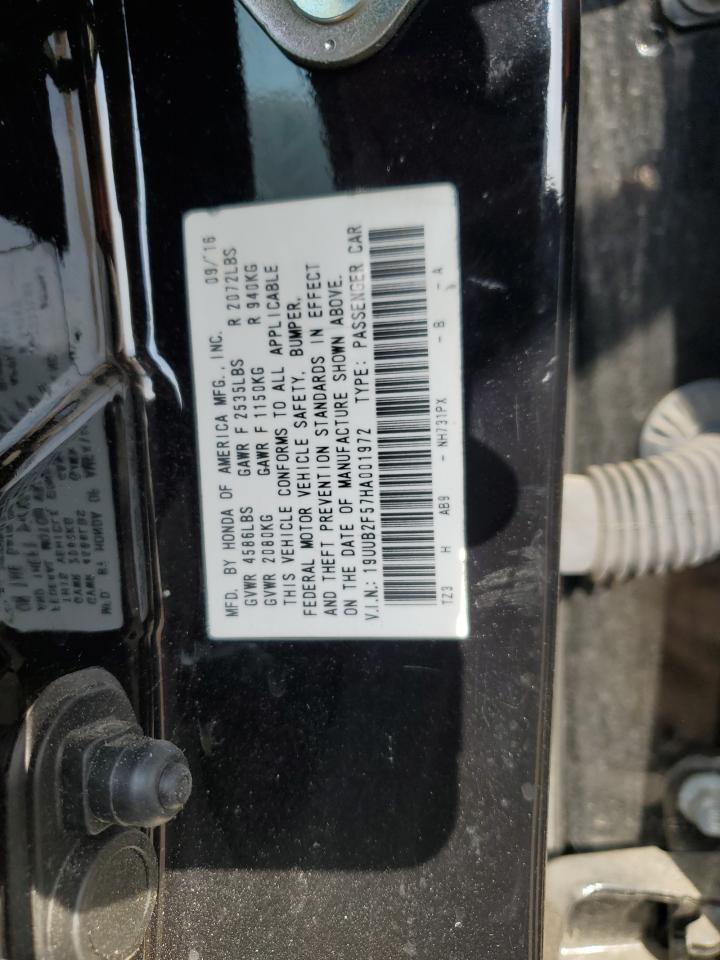 MFD. BY HONDA OF AMERICA MFG., INC. 09/'16
GVWR 4586LBS GAWR F 2535LBS R 2072LBS
GVWR 2080KG GAWR F 1150KG R 940KG
THIS VEHICLE CONFORMS TO ALL APPLICABLE
FEDERAL MOTOR VEHICLE SAFETY, BUMPER,
AND THEFT PREVENTION STANDARDS IN EFFECT
ON THE DATE OF MANUFACTURE SHOWN ABOVE.
V.I.N.: 19UUB2F57HA001972 TYPE: PASSENGER CAR
TZ3 H AB9 - NH731PX - B - A